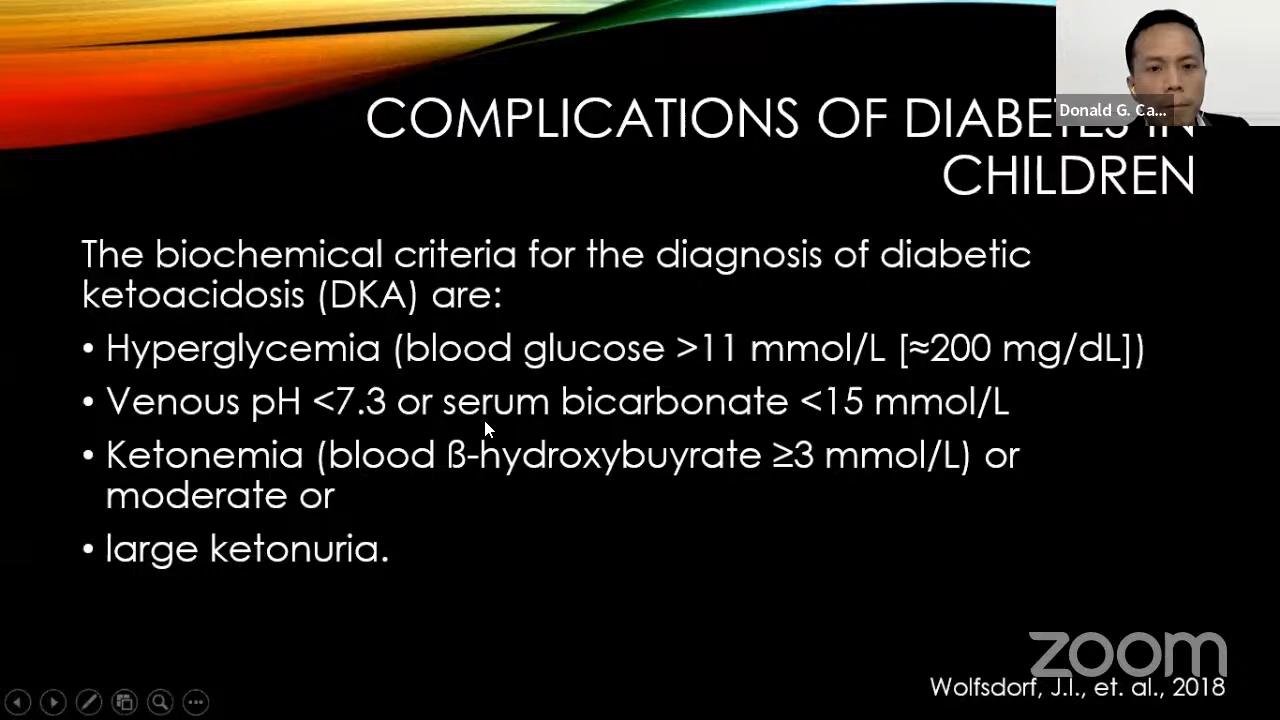 Donald G. Ca...
COMPLICATIONS OF DIABETES IN
CHILDREN
The biochemical criteria for the diagnosis of diabetic
ketoacidosis (DKA) are:
• Hyperglycemia (blood glucose >11 mmol/L [≈200 mg/dL])
• Venous pH <7.3 or serum bicarbonate <15 mmol/L
• Ketonemia (blood ß-hydroxybuyrate ≥3 mmol/L) or
moderate or
• large ketonuria.
zoom
Wolfsdorf, J.I., et. al., 2018